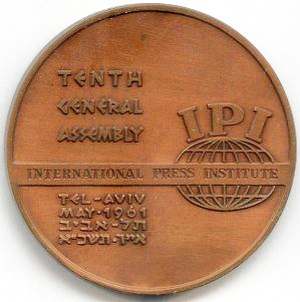 TENTH
GENERAL
ASSEMBLY
IPI
INTERNATIONAL PRESS INSTITUTE
TEL-AVIV
MAY·1961
תל-אביב
אייר·תשכ״א